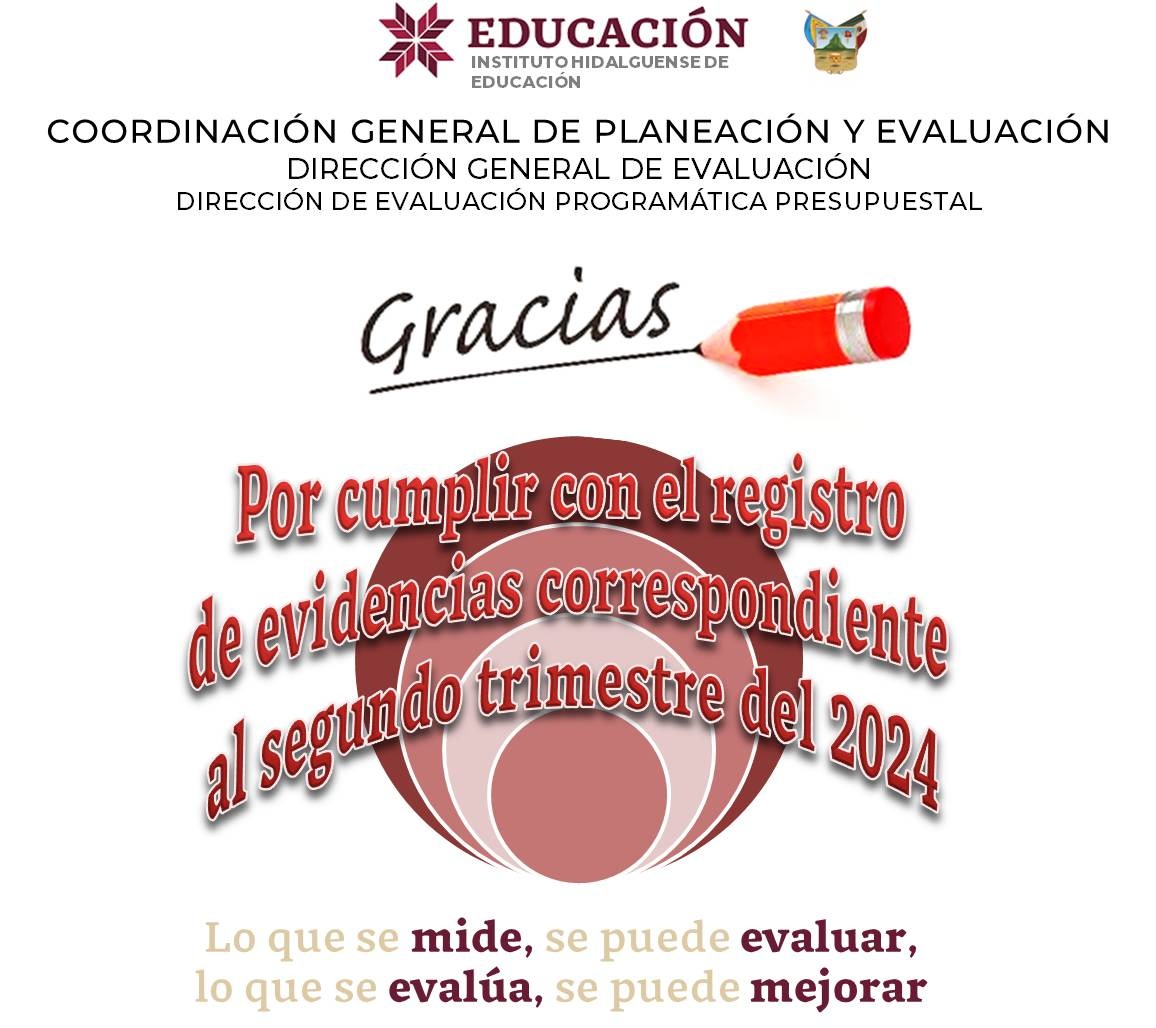 EDUCACIÓN
INSTITUTO HIDALGUENSE DE
EDUCACIÓN
COORDINACIÓN GENERAL DE PLANEACIÓN Y EVALUACIÓN
DIRECCIÓN GENERAL DE EVALUACIÓN
DIRECCIÓN DE EVALUACIÓN PROGRAMÁTICA PRESUPUESTAL
Gracias
Por cumplir con el registro
de evidencias correspondiente
al segundo trimestre del 2024
Lo que se mide, se puede evaluar,
lo que se evalúa, se puede mejorar